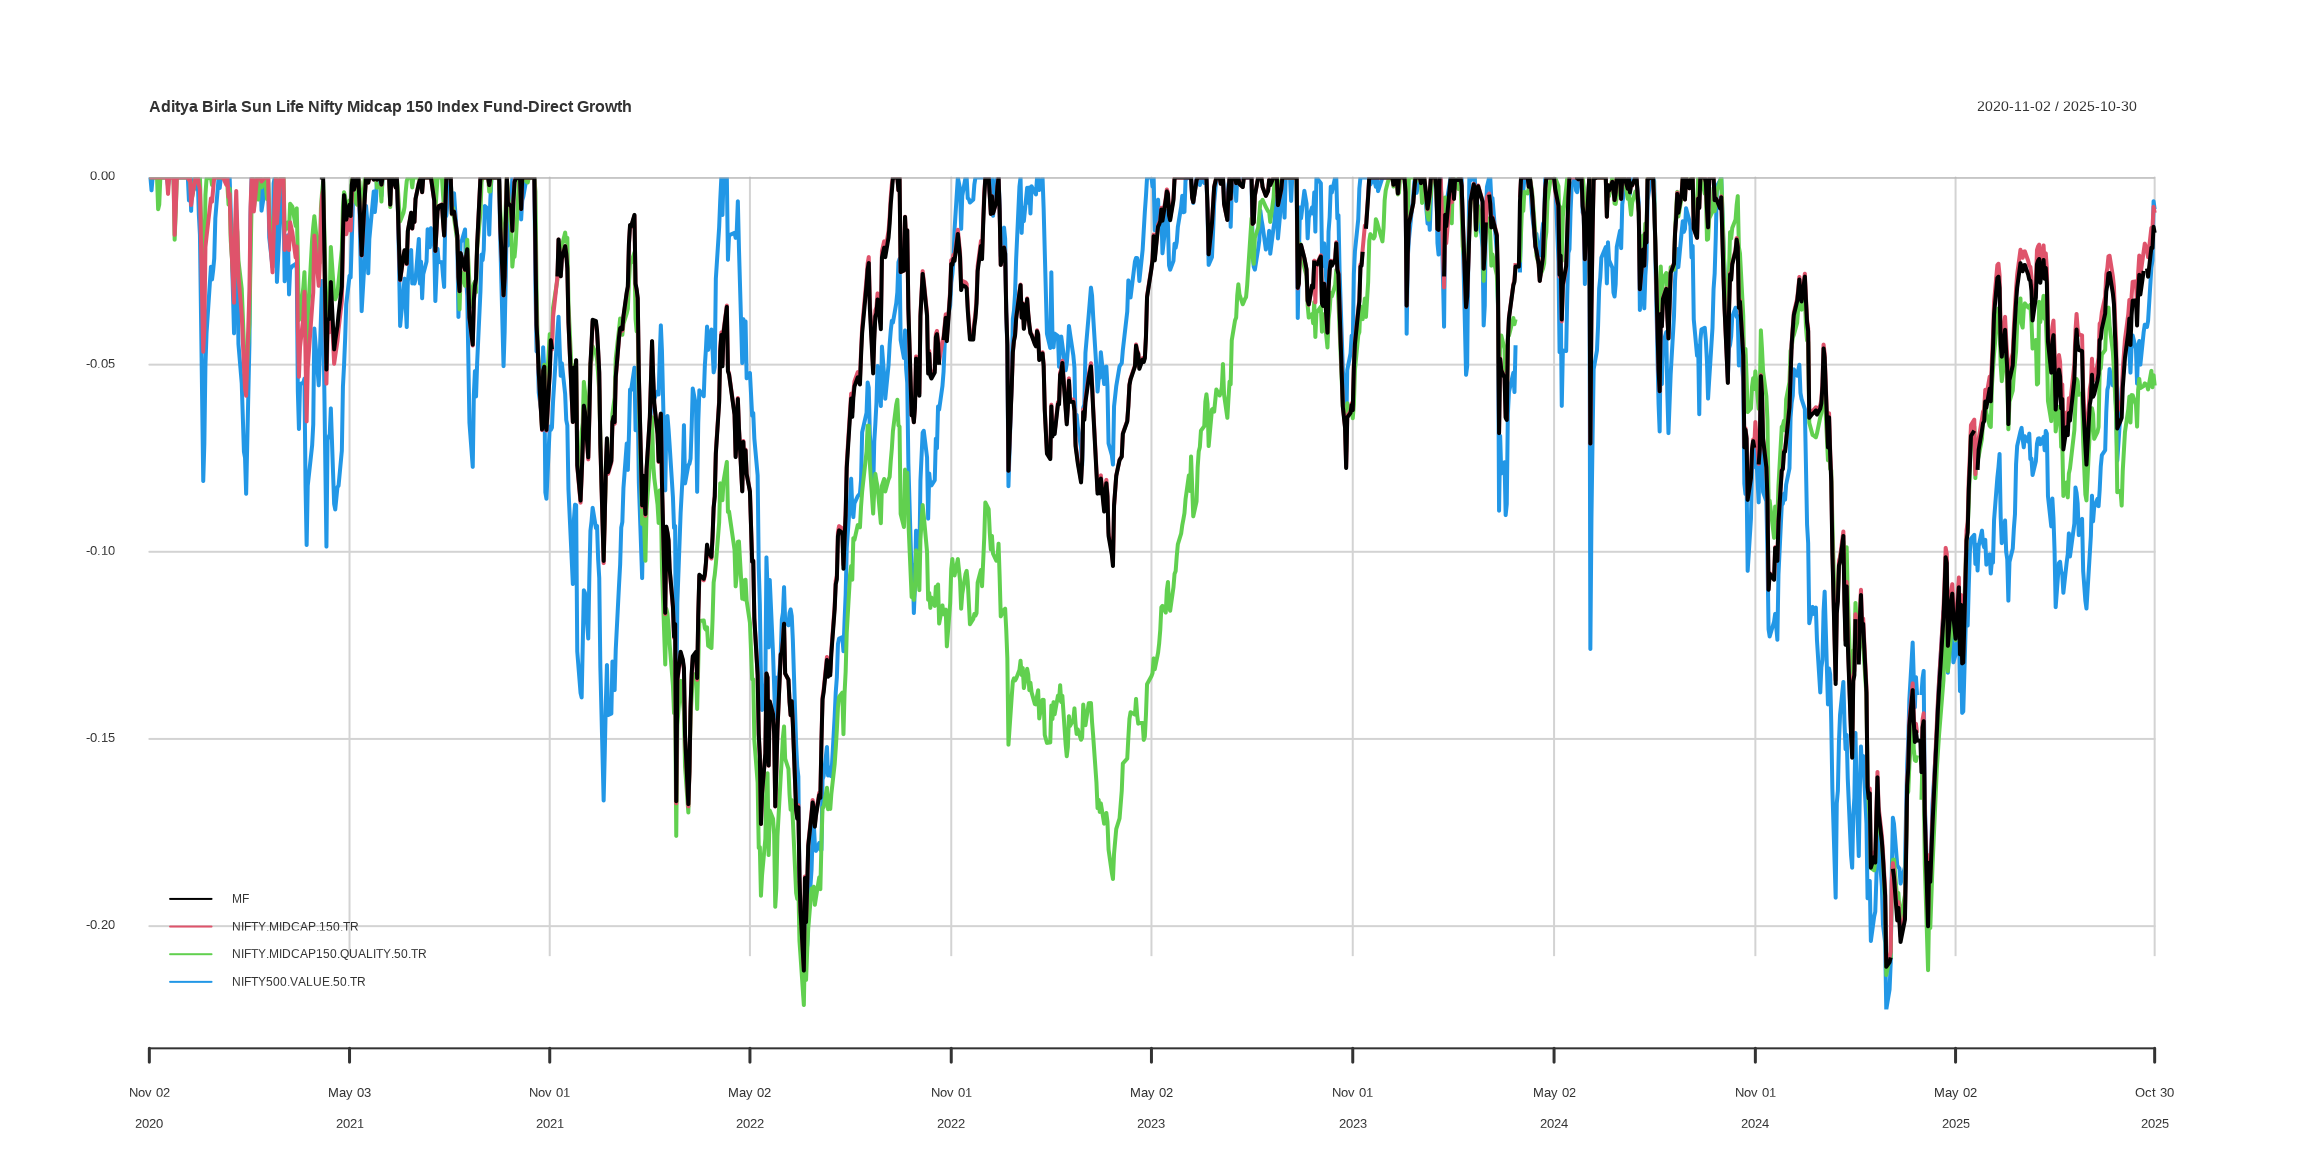 Aditya Birla Sun Life Nifty Midcap 150 Index Fund-Direct Growth
2020-11-02 / 2025-10-30
0.00
-0.05
-0.10
-0.15
-0.20
MF
NIFTY.MIDCAP.150.TR
NIFTY.MIDCAP150.QUALITY.50.TR
NIFTY500.VALUE.50.TR
Nov 02 May 03 Nov 01 May 02 Nov 01 May 02 Nov 01 May 02 Nov 01 May 02 Oct 30
2020 2021 2021 2022 2022 2023 2023 2024 2024 2025 2025